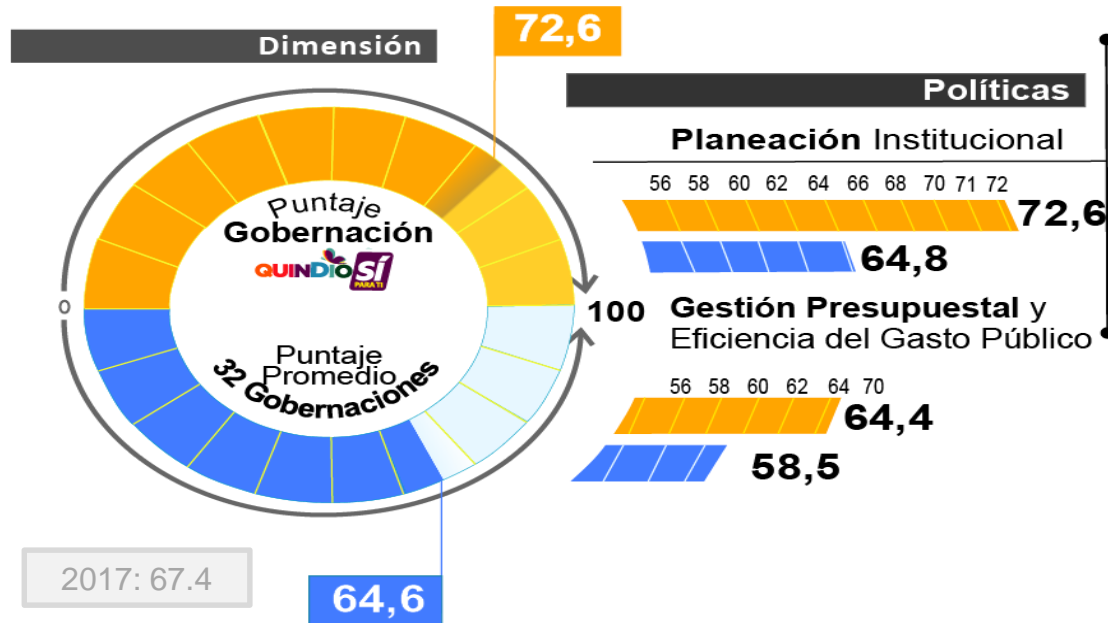 Dimensión
72,6
Puntaje
Gobernación
QUINDIO SÍ
PARA TI
0
100
Puntaje
Promedio
32 Gobernaciones
64,6
2017: 67.4
Políticas
Planeación Institucional
56 58 60 62 64 66 68 70 71 72
72,6
64,8
Gestión Presupuestal y
Eficiencia del Gasto Público
56 58 60 62 64 70
64,4
58,5